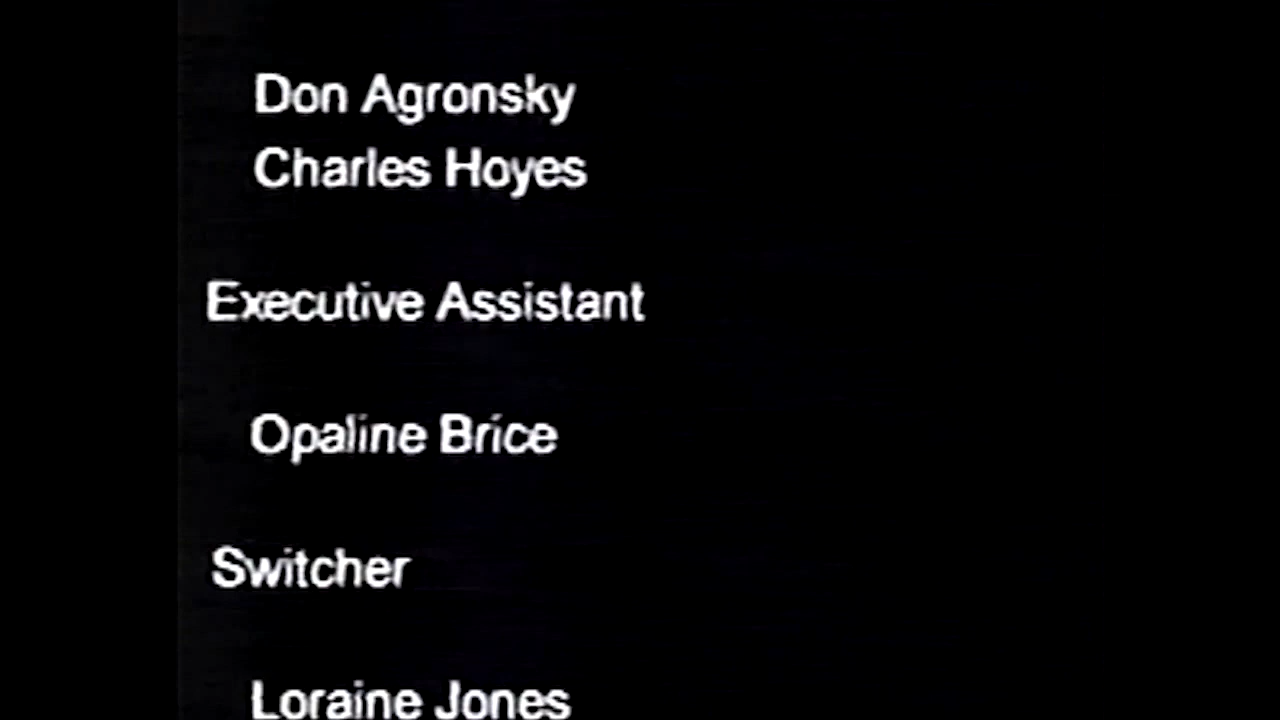 Don Agronsky
Charles Hoyes
Executive Assistant
Opaline Brice
Switcher
Loraine Jones